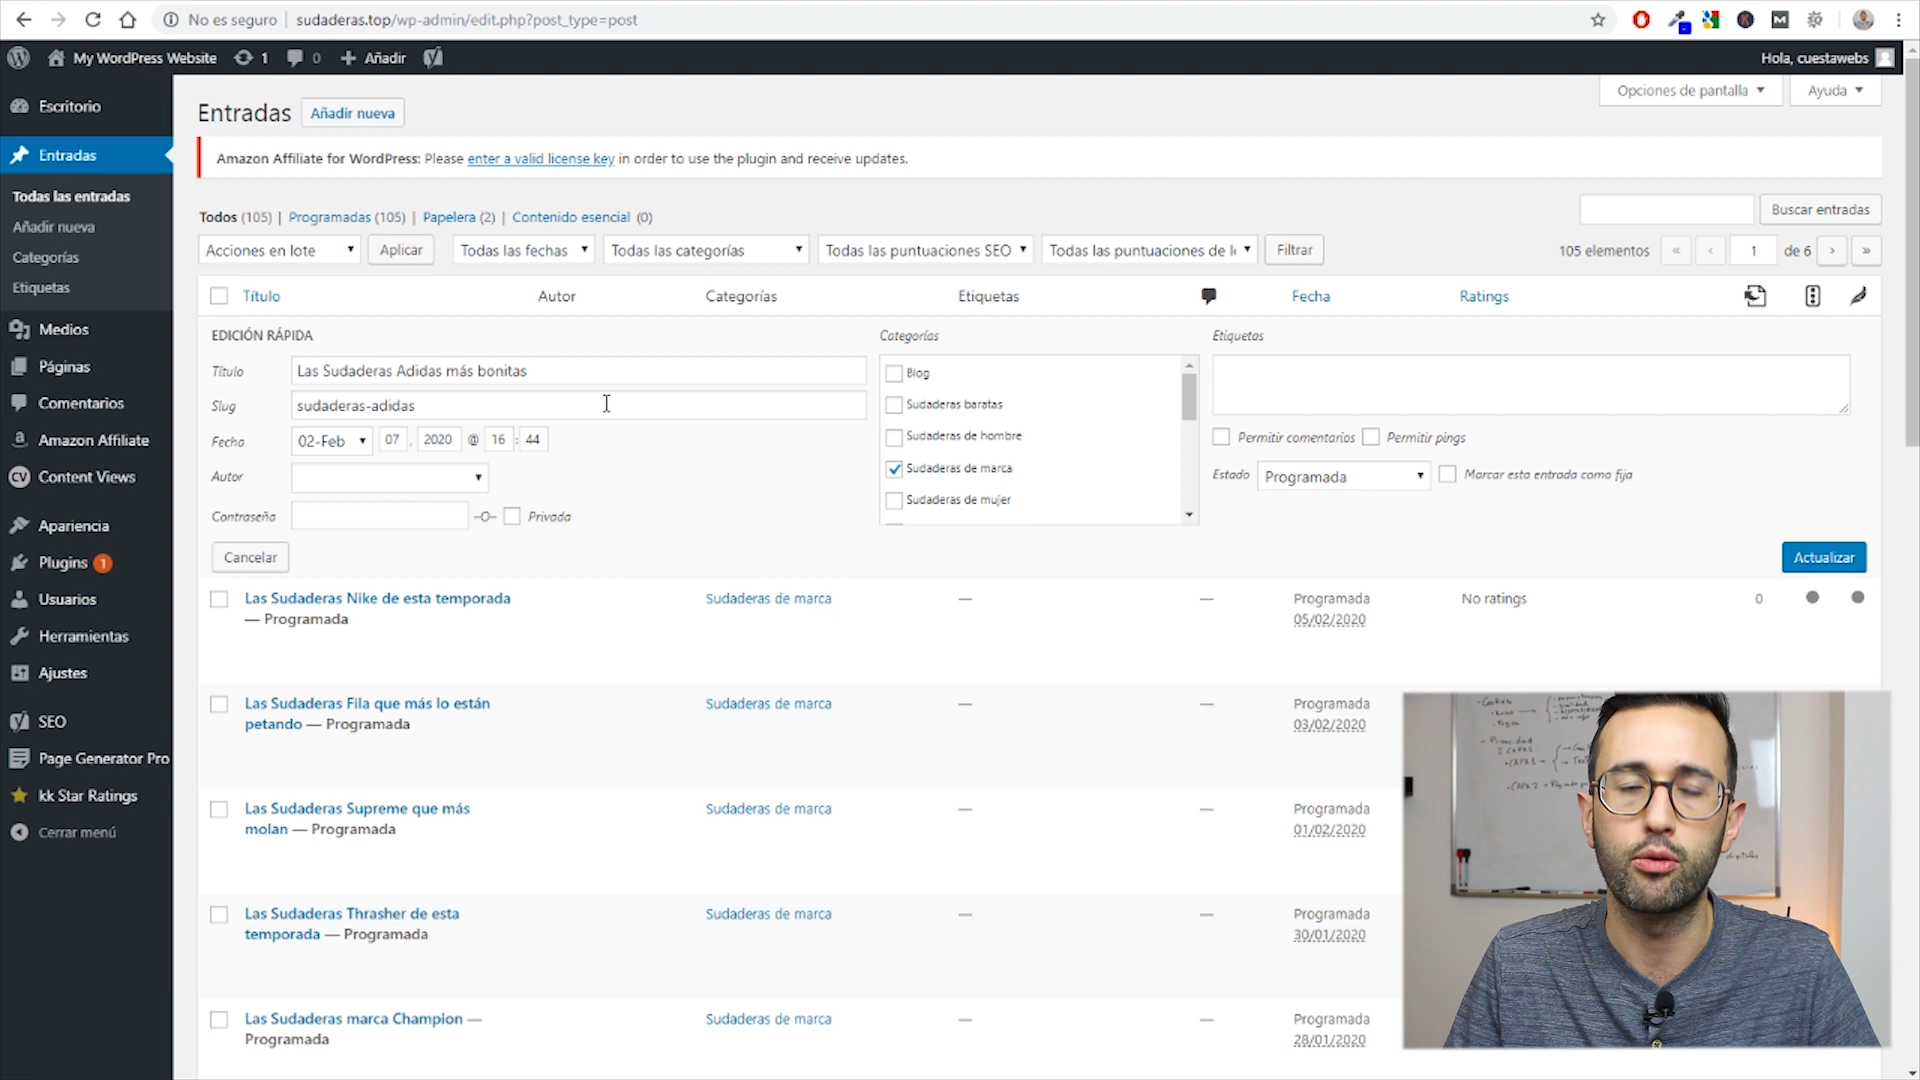 No es seguro | sudaderas.top/wp-admin/edit.php?post_type=post
My WordPress Website 1 0 + Añadir Hola, cuestawebs
Opciones de pantalla Ayuda
Escritorio
Entradas
Todas las entradas
Añadir nueva
Categorías
Etiquetas
Medios
Páginas
Comentarios
Amazon Affiliate
Content Views
Apariencia
Plugins 1
Usuarios
Herramientas
Ajustes
SEO
Page Generator Pro
kk Star Ratings
Cerrar menú
Entradas Añadir nueva
Amazon Affiliate for WordPress: Please enter a valid license key in order to use the plugin and receive updates.
Todos (105) | Programadas (105) | Papelera (2) | Contenido esencial (0)
Buscar entradas
Acciones en lote Aplicar Todas las fechas Todas las categorías Todas las puntuaciones SEO Todas las puntuaciones de Filtrar 105 elementos « ‹ 1 de 6 › »
Título Autor Categorías Etiquetas Fecha Ratings
EDICIÓN RÁPIDA
Título Las Sudaderas Adidas más bonitas
Slug sudaderas-adidas
Fecha 02-Feb 07 , 2020 @ 16 : 44
Autor
Contraseña –O– Privada
Categorías
Blog
Sudaderas baratas
Sudaderas de hombre
Sudaderas de marca
Sudaderas de mujer
Etiquetas
Permitir comentarios Permitir pings
Estado Programada Marcar esta entrada como fija
Cancelar Actualizar
Las Sudaderas Nike de esta temporada Sudaderas de marca — — Programada No ratings 0
— Programada 05/02/2020
Las Sudaderas Fila que más lo están Sudaderas de marca — — Programada
petando — Programada 03/02/2020
Las Sudaderas Supreme que más Sudaderas de marca — — Programada
molan — Programada 01/02/2020
Las Sudaderas Thrasher de esta Sudaderas de marca — — Programada
temporada — Programada 30/01/2020
Las Sudaderas marca Champion — Sudaderas de marca — — Programada
Programada 28/01/2020